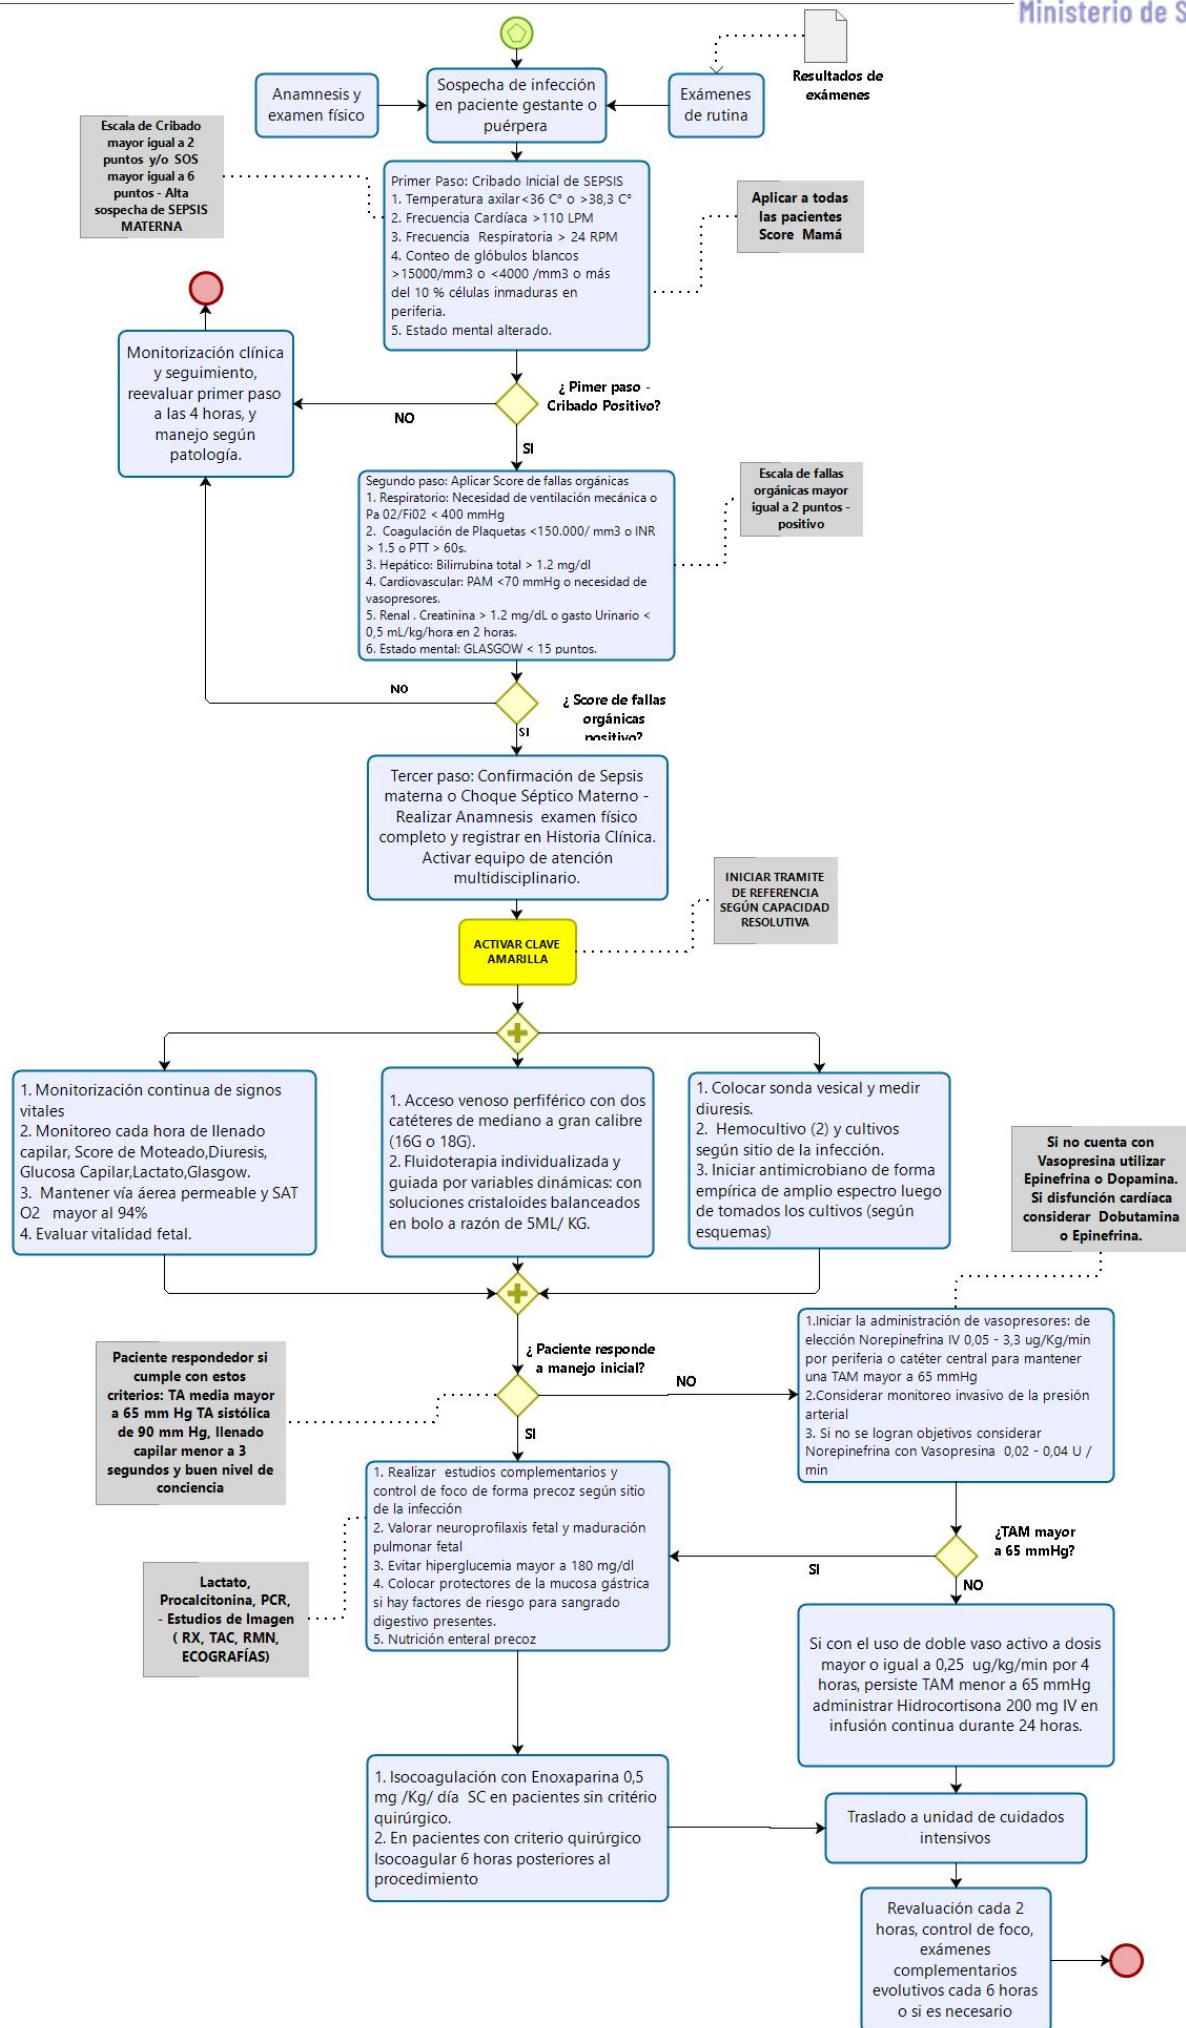 Ministerio de S
Resultados de
exámenes
Anamnesis y
examen físico
Sospecha de infección
en paciente gestante o
puérpera
Exámenes
de rutina
Escala de Cribado
mayor igual a 2
puntos y/o SOS
mayor igual a 6
puntos - Alta
sospecha de SEPSIS
MATERNA
Primer Paso: Cribado Inicial de SEPSIS
1. Temperatura axilar<36 C° o >38,3 C°
2. Frecuencia Cardíaca >110 LPM
3. Frecuencia Respiratoria > 24 RPM
4. Conteo de glóbulos blancos
>15000/mm3 o <4000 /mm3 o más
del 10 % células inmaduras en
periferia.
5. Estado mental alterado.
Aplicar a todas
las pacientes
Score Mamá
Monitorización clínica
y seguimiento,
reevaluar primer paso
a las 4 horas, y
manejo según
patología.
¿ Pimer paso -
Cribado Positivo?
NO
SI
Segundo paso: Aplicar Score de fallas orgánicas
1. Respiratorio: Necesidad de ventilación mecánica o
Pa 02/Fi02 < 400 mmHg
2. Coagulación de Plaquetas <150.000/ mm3 o INR
> 1.5 o PTT > 60s.
3. Hepático: Bilirrubina total > 1.2 mg/dl
4. Cardiovascular: PAM <70 mmHg o necesidad de
vasopresores.
5. Renal . Creatinina > 1.2 mg/dL o gasto Urinario <
0,5 mL/kg/hora en 2 horas.
6. Estado mental: GLASGOW < 15 puntos.
Escala de fallas
orgánicas mayor
igual a 2 puntos -
positivo
NO
¿ Score de fallas
orgánicas
positivo?
SI
Tercer paso: Confirmación de Sepsis
materna o Choque Séptico Materno -
Realizar Anamnesis examen físico
completo y registrar en Historia Clínica.
Activar equipo de atención
multidisciplinario.
INICIAR TRAMITE
DE REFERENCIA
SEGÚN CAPACIDAD
RESOLUTIVA
ACTIVAR CLAVE
AMARILLA
1. Monitorización continua de signos
vitales
2. Monitoreo cada hora de llenado
capilar, Score de Moteado,Diuresis,
Glucosa Capilar,Lactato,Glasgow.
3. Mantener vía áerea permeable y SAT
O2 mayor al 94%
4. Evaluar vitalidad fetal.
1. Acceso venoso perfiférico con dos
catéteres de mediano a gran calibre
(16G o 18G).
2. Fluidoterapia individualizada y
guiada por variables dinámicas: con
soluciones cristaloides balanceados
en bolo a razón de 5ML/ KG.
1. Colocar sonda vesical y medir
diuresis.
2. Hemocultivo (2) y cultivos
según sitio de la infección.
3. Iniciar antimicrobiano de forma
empírica de amplio espectro luego
de tomados los cultivos (según
esquemas)
Si no cuenta con
Vasopresina utilizar
Epinefrina o Dopamina.
Si disfunción cardíaca
considerar Dobutamina
o Epinefrina.
Paciente respondedor si
cumple con estos
criterios: TA media mayor
a 65 mm Hg TA sistólica
de 90 mm Hg, llenado
capilar menor a 3
segundos y buen nivel de
conciencia
¿ Paciente responde
a manejo inicial?
NO
SI
1.Iniciar la administración de vasopresores: de
elección Norepinefrina IV 0,05 - 3,3 ug/Kg/min
por periferia o catéter central para mantener
una TAM mayor a 65 mmHg
2.Considerar monitoreo invasivo de la presión
arterial
3. Si no se logran objetivos considerar
Norepinefrina con Vasopresina 0,02 - 0,04 U /
min
1. Realizar estudios complementarios y
control de foco de forma precoz según sitio
de la infección
2. Valorar neuroprofilaxis fetal y maduración
pulmonar fetal
3. Evitar hiperglucemia mayor a 180 mg/dl
4. Colocar protectores de la mucosa gástrica
si hay factores de riesgo para sangrado
digestivo presentes.
5. Nutrición enteral precoz
¿TAM mayor
a 65 mmHg?
SI
NO
Lactato,
Procalcitonina, PCR,
- Estudios de Imagen
( RX, TAC, RMN,
ECOGRAFÍAS)
Si con el uso de doble vaso activo a dosis
mayor o igual a 0,25 ug/kg/min por 4
horas, persiste TAM menor a 65 mmHg
administrar Hidrocortisona 200 mg IV en
infusión continua durante 24 horas.
1. Isocoagulación con Enoxaparina 0,5
mg /Kg/ día SC en pacientes sin critério
quirúrgico.
2. En pacientes con criterio quirúrgico
Isocoagular 6 horas posteriores al
procedimiento
Traslado a unidad de cuidados
intensivos
Revaluación cada 2
horas, control de foco,
exámenes
complementarios
evolutivos cada 6 horas
o si es necesario